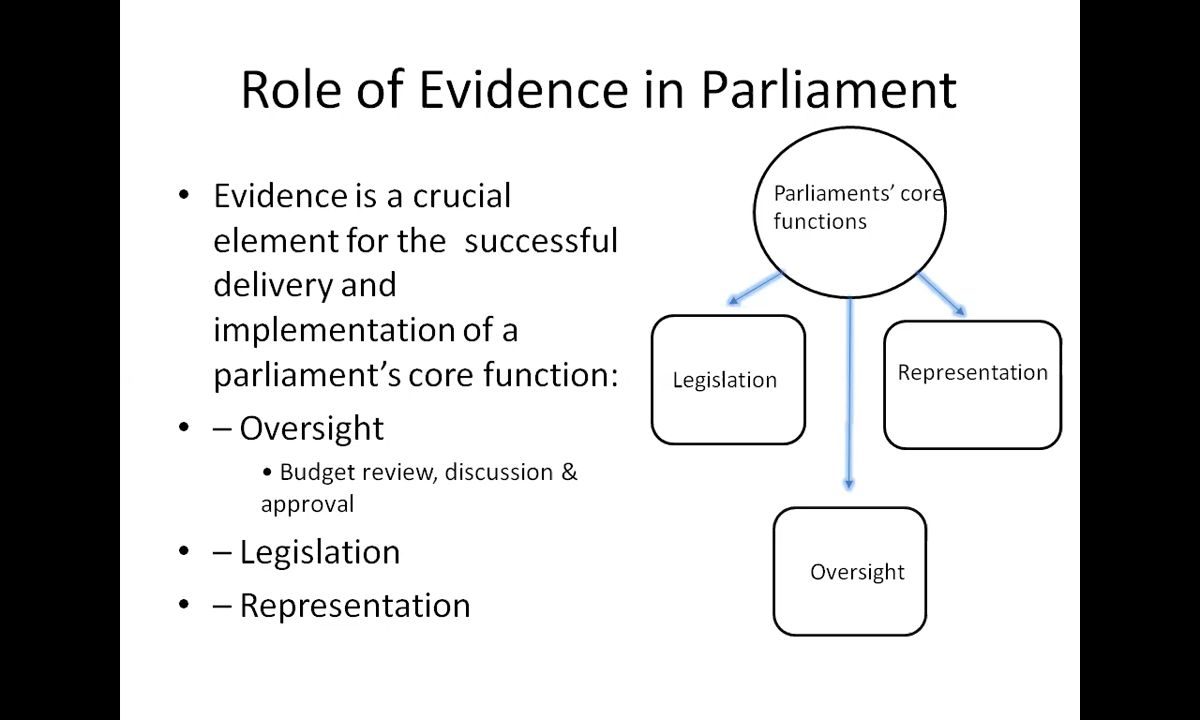 Role of Evidence in Parliament
• Evidence is a crucial
element for the  successful
delivery and
implementation of a
parliament’s core function:
• – Oversight
• Budget review, discussion &
approval
• – Legislation
• – Representation
Parliaments’ core
functions
Legislation
Representation
Oversight